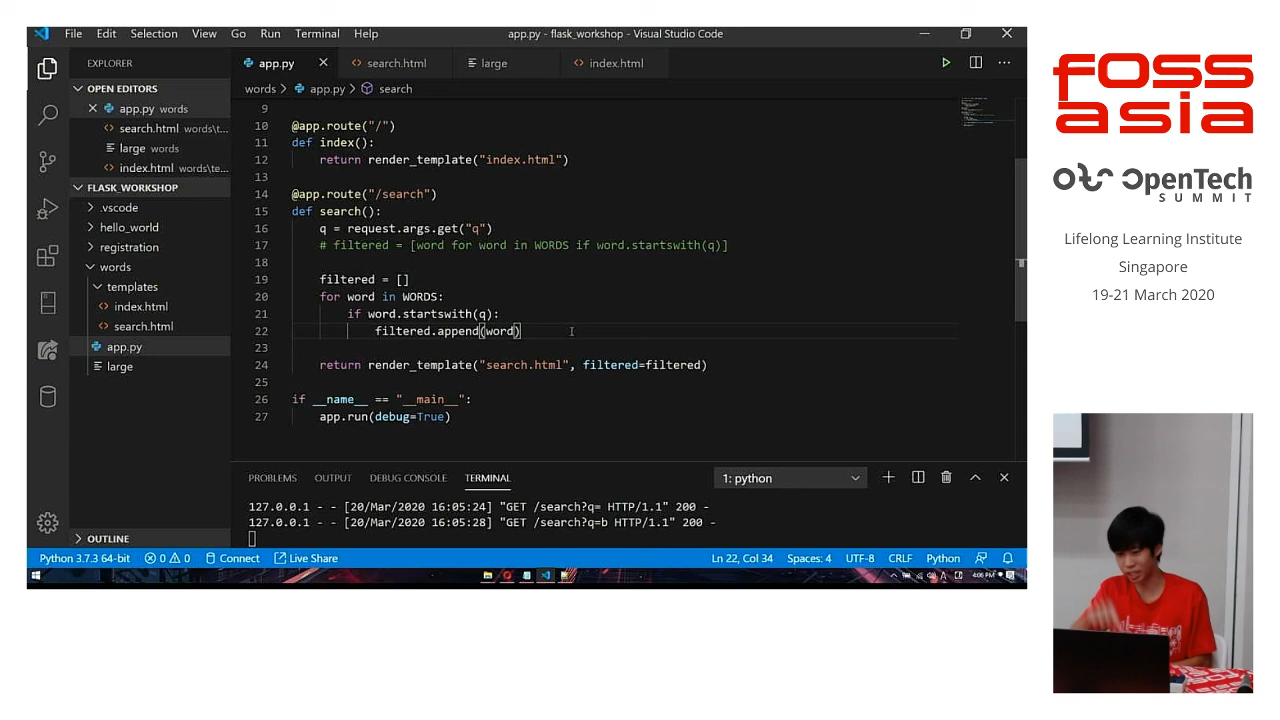 File Edit Selection View Go Run Terminal Help
app.py - flask_workshop - Visual Studio Code
EXPLORER
OPEN EDITORS
app.py words
search.html words\t...
large words
index.html words\te...
FLASK_WORKSHOP
.vscode
hello_world
registration
words
templates
index.html
search.html
app.py
large
OUTLINE
app.py
search.html
large
index.html
words > app.py > search
9
10 @app.route("/")
11 def index():
12 return render_template("index.html")
13
14 @app.route("/search")
15 def search():
16 q = request.args.get("q")
17 # filtered = [word for word in WORDS if word.startswith(q)]
18
19 filtered = []
20 for word in WORDS:
21 if word.startswith(q):
22 filtered.append(word)
23
24 return render_template("search.html", filtered=filtered)
25
26 if __name__ == "__main__":
27 app.run(debug=True)
PROBLEMS OUTPUT DEBUG CONSOLE TERMINAL
1: python
127.0.0.1 - - [20/Mar/2020 16:05:24] "GET /search?q= HTTP/1.1" 200 -
127.0.0.1 - - [20/Mar/2020 16:05:28] "GET /search?q=b HTTP/1.1" 200 -
Python 3.7.3 64-bit 0 0 Connect Live Share
Ln 22, Col 34 Spaces: 4 UTF-8 CRLF Python
4:06 PM
FOSS
asia
OpenTech
SUMMIT
Lifelong Learning Institute
Singapore
19-21 March 2020